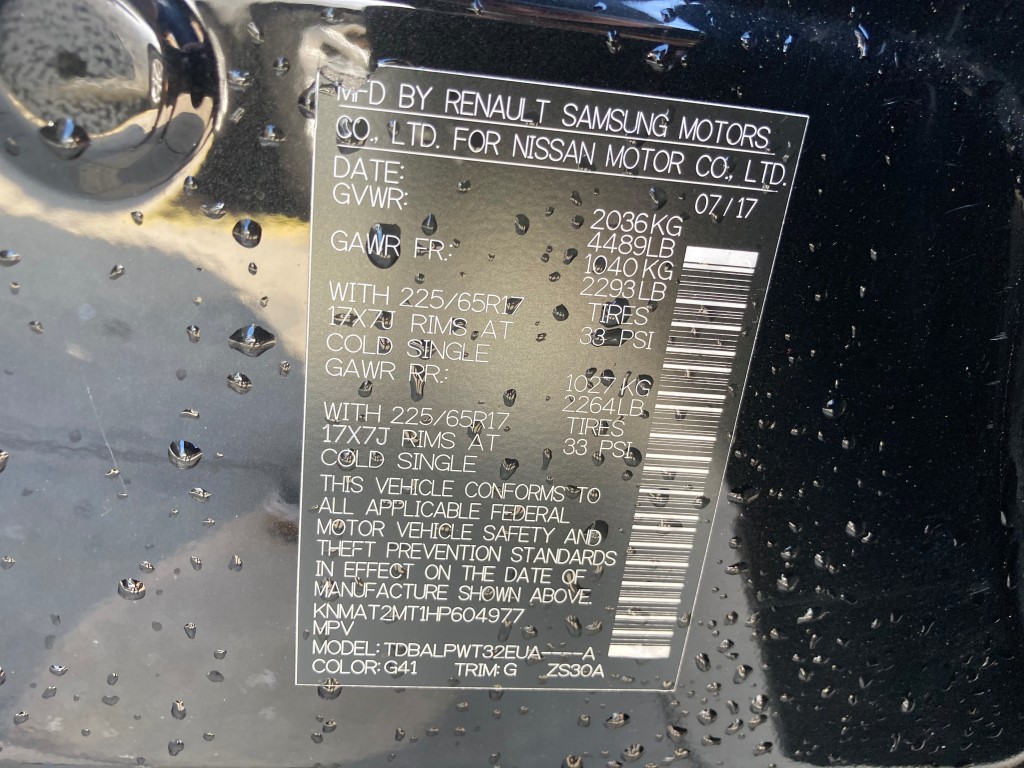 MFD BY RENAULT SAMSUNG MOTORS
CO., LTD. FOR NISSAN MOTOR CO., LTD.
DATE: 07/17
GVWR: 2036KG
4489LB
GAWR FR.: 1040KG
2293LB
WITH 225/65R17 TIRES
17X7J RIMS AT 33 PSI
COLD SINGLE
GAWR RR.: 1027KG
2264LB
WITH 225/65R17 TIRES
17X7J RIMS AT 33 PSI
COLD SINGLE
THIS VEHICLE CONFORMS TO
ALL APPLICABLE FEDERAL
MOTOR VEHICLE SAFETY AND
THEFT PREVENTION STANDARDS
IN EFFECT ON THE DATE OF
MANUFACTURE SHOWN ABOVE.
KNMAT2MT1HP604977
MPV
MODEL: TDBALPWT32EUA----A
COLOR: G41 TRIM: G ZS30A